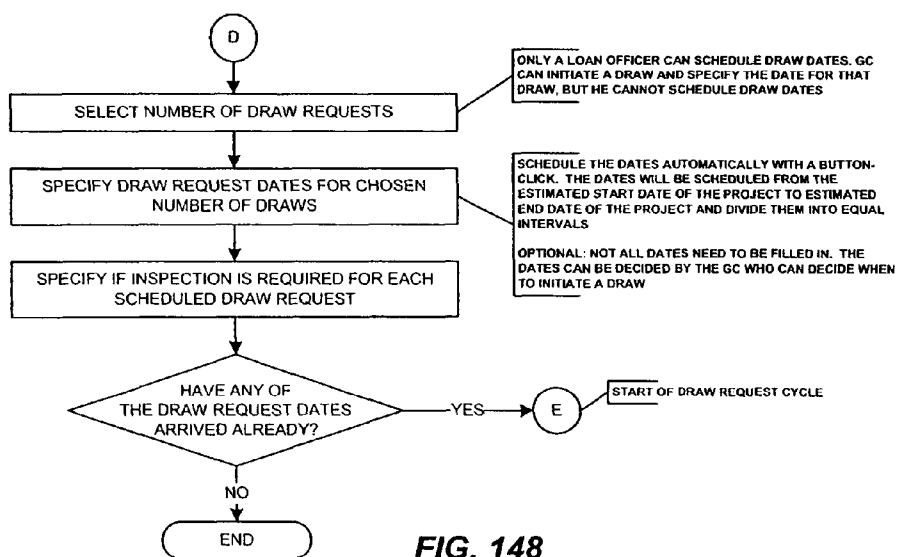 D
ONLY A LOAN OFFICER CAN SCHEDULE DRAW DATES. GC
CAN INITIATE A DRAW AND SPECIFY THE DATE FOR THAT
DRAW, BUT HE CANNOT SCHEDULE DRAW DATES
SELECT NUMBER OF DRAW REQUESTS
SPECIFY DRAW REQUEST DATES FOR CHOSEN
NUMBER OF DRAWS
SCHEDULE THE DATES AUTOMATICALLY WITH A BUTTON-
CLICK. THE DATES WILL BE SCHEDULED FROM THE
ESTIMATED START DATE OF THE PROJECT TO ESTIMATED
END DATE OF THE PROJECT AND DIVIDE THEM INTO EQUAL
INTERVALS
OPTIONAL: NOT ALL DATES NEED TO BE FILLED IN. THE
DATES CAN BE DECIDED BY THE GC WHO CAN DECIDE WHEN
TO INITIATE A DRAW
SPECIFY IF INSPECTION IS REQUIRED FOR EACH
SCHEDULED DRAW REQUEST
HAVE ANY OF
THE DRAW REQUEST DATES
ARRIVED ALREADY?
YES
E
START OF DRAW REQUEST CYCLE
NO
END
FIG. 148